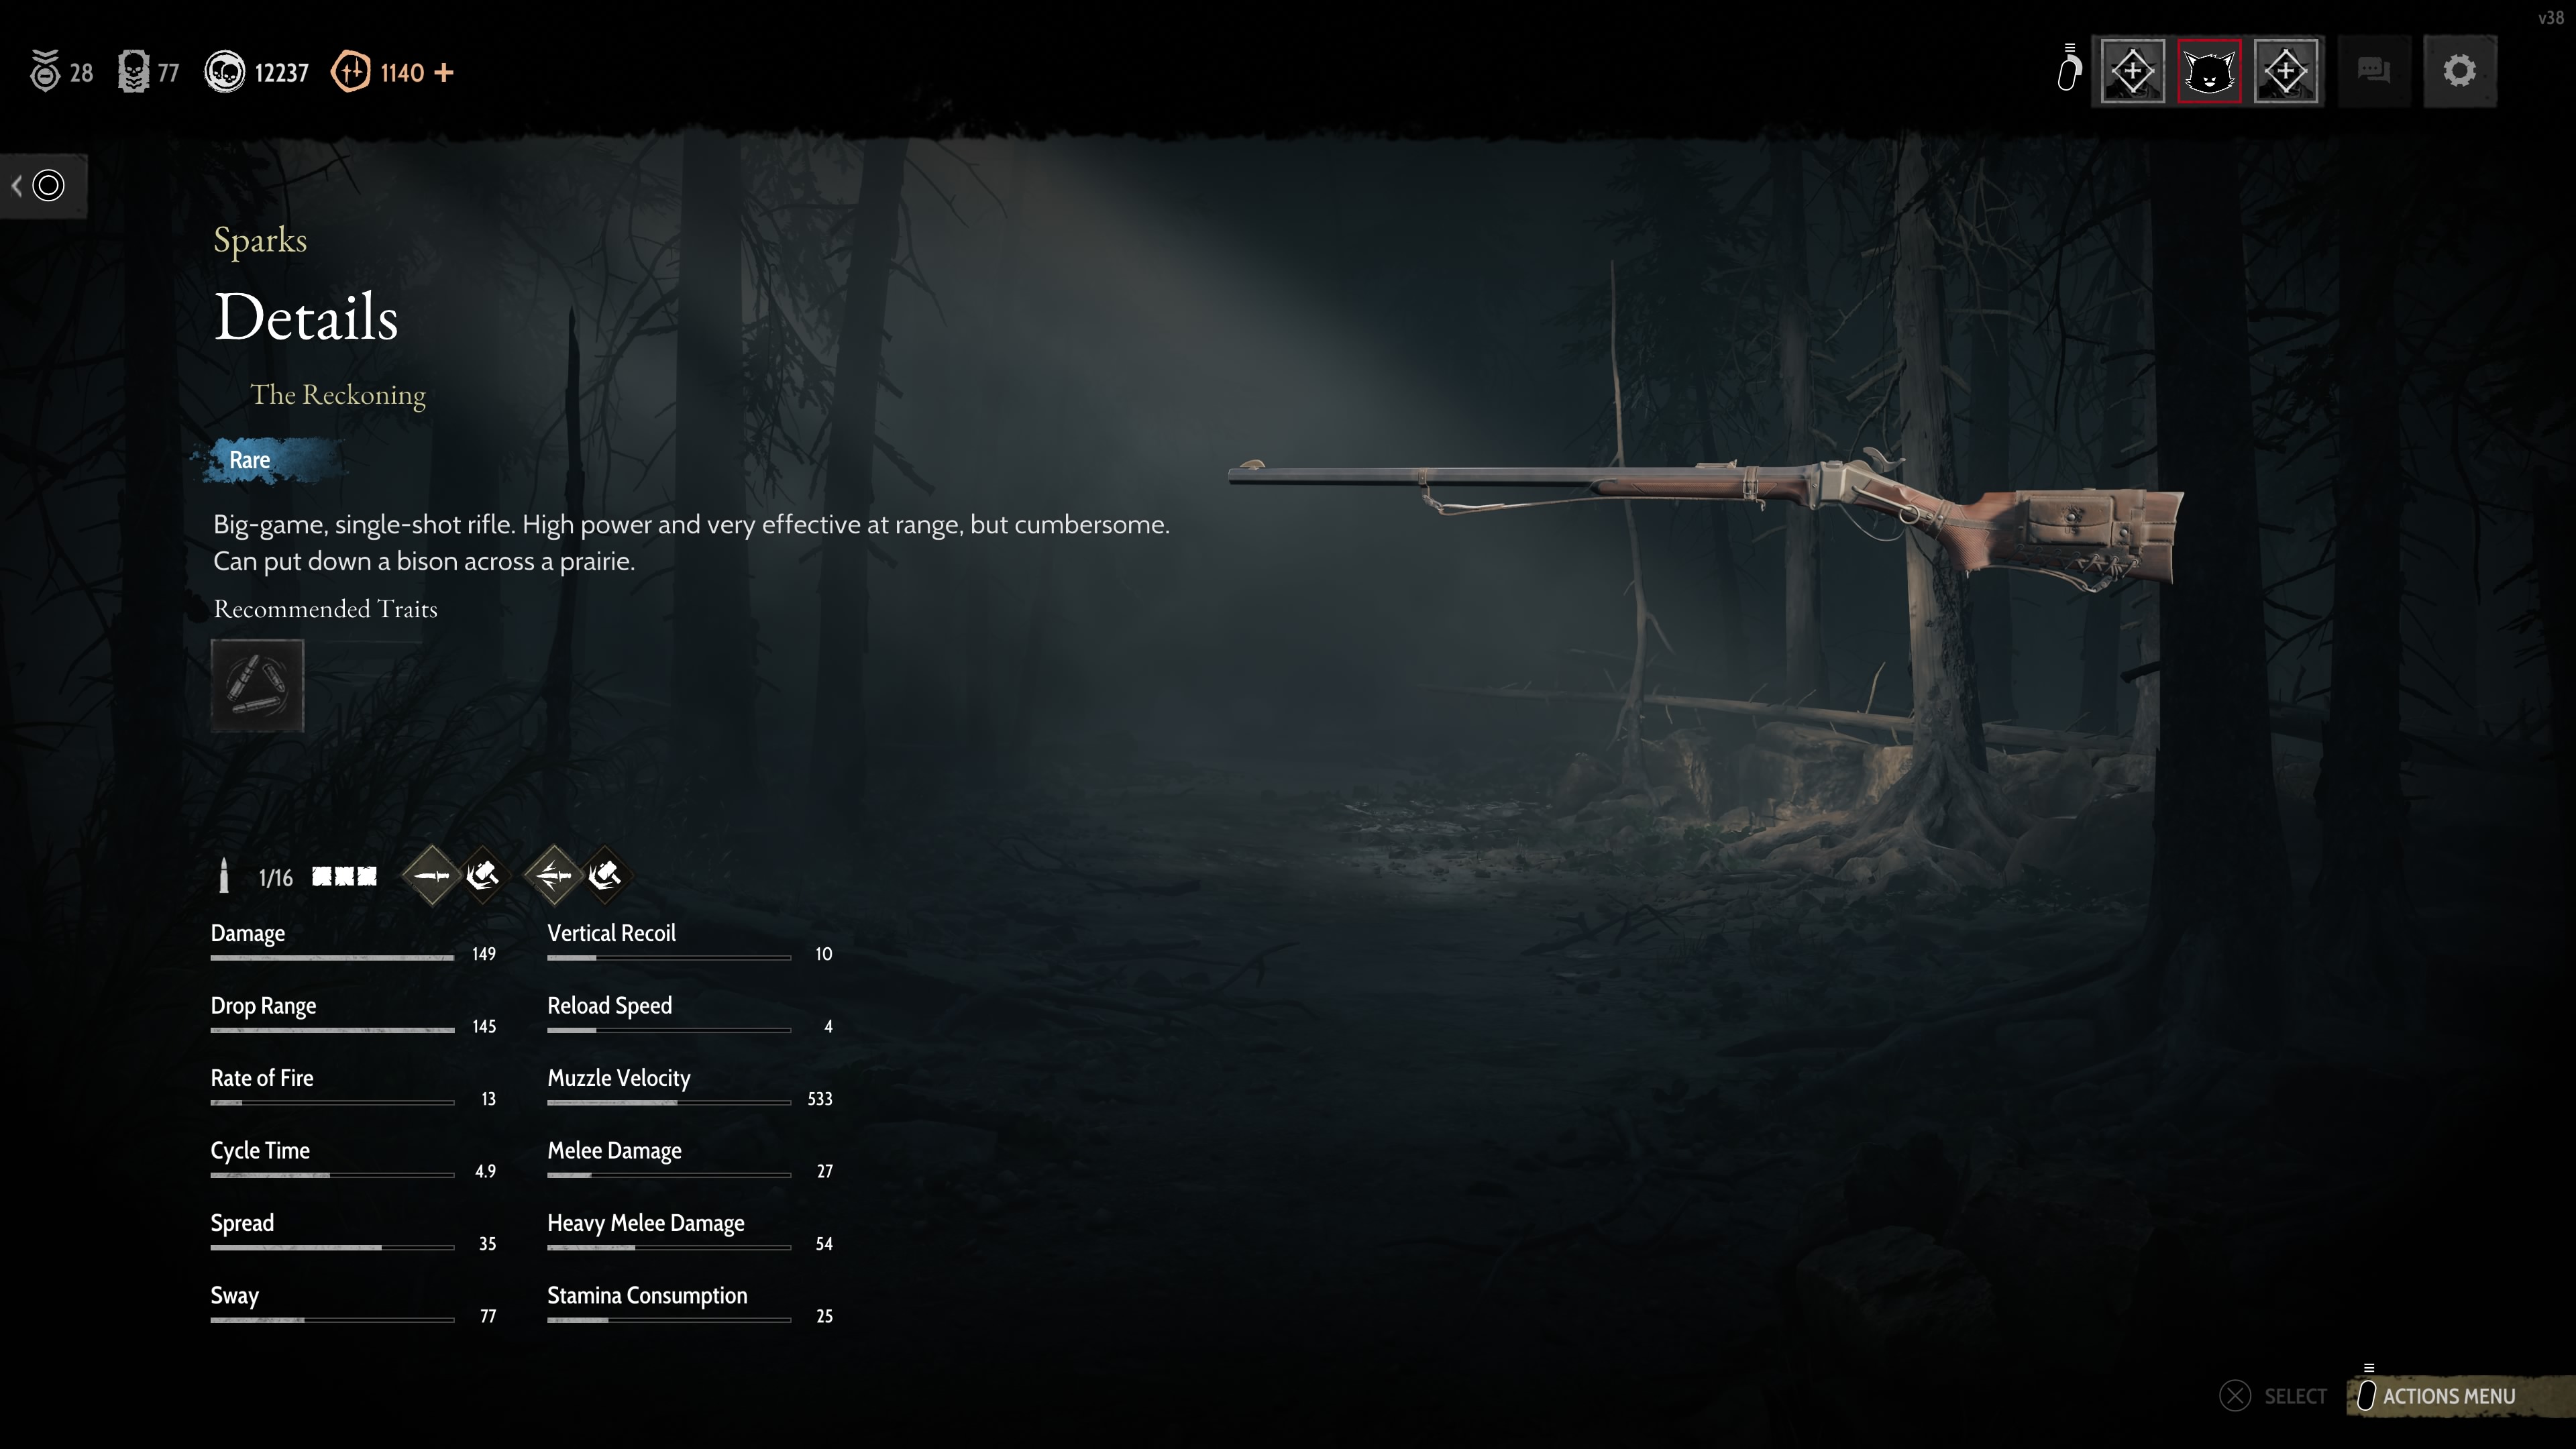 v38
28 77 12237 1140 +
Sparks
Details
The Reckoning
Rare
Big-game, single-shot rifle. High power and very effective at range, but cumbersome.
Can put down a bison across a prairie.
Recommended Traits
1/16
Damage 149
Vertical Recoil 10
Drop Range 145
Reload Speed 4
Rate of Fire 13
Muzzle Velocity 533
Cycle Time 4.9
Melee Damage 27
Spread 35
Heavy Melee Damage 54
Sway 77
Stamina Consumption 25
SELECT
ACTIONS MENU